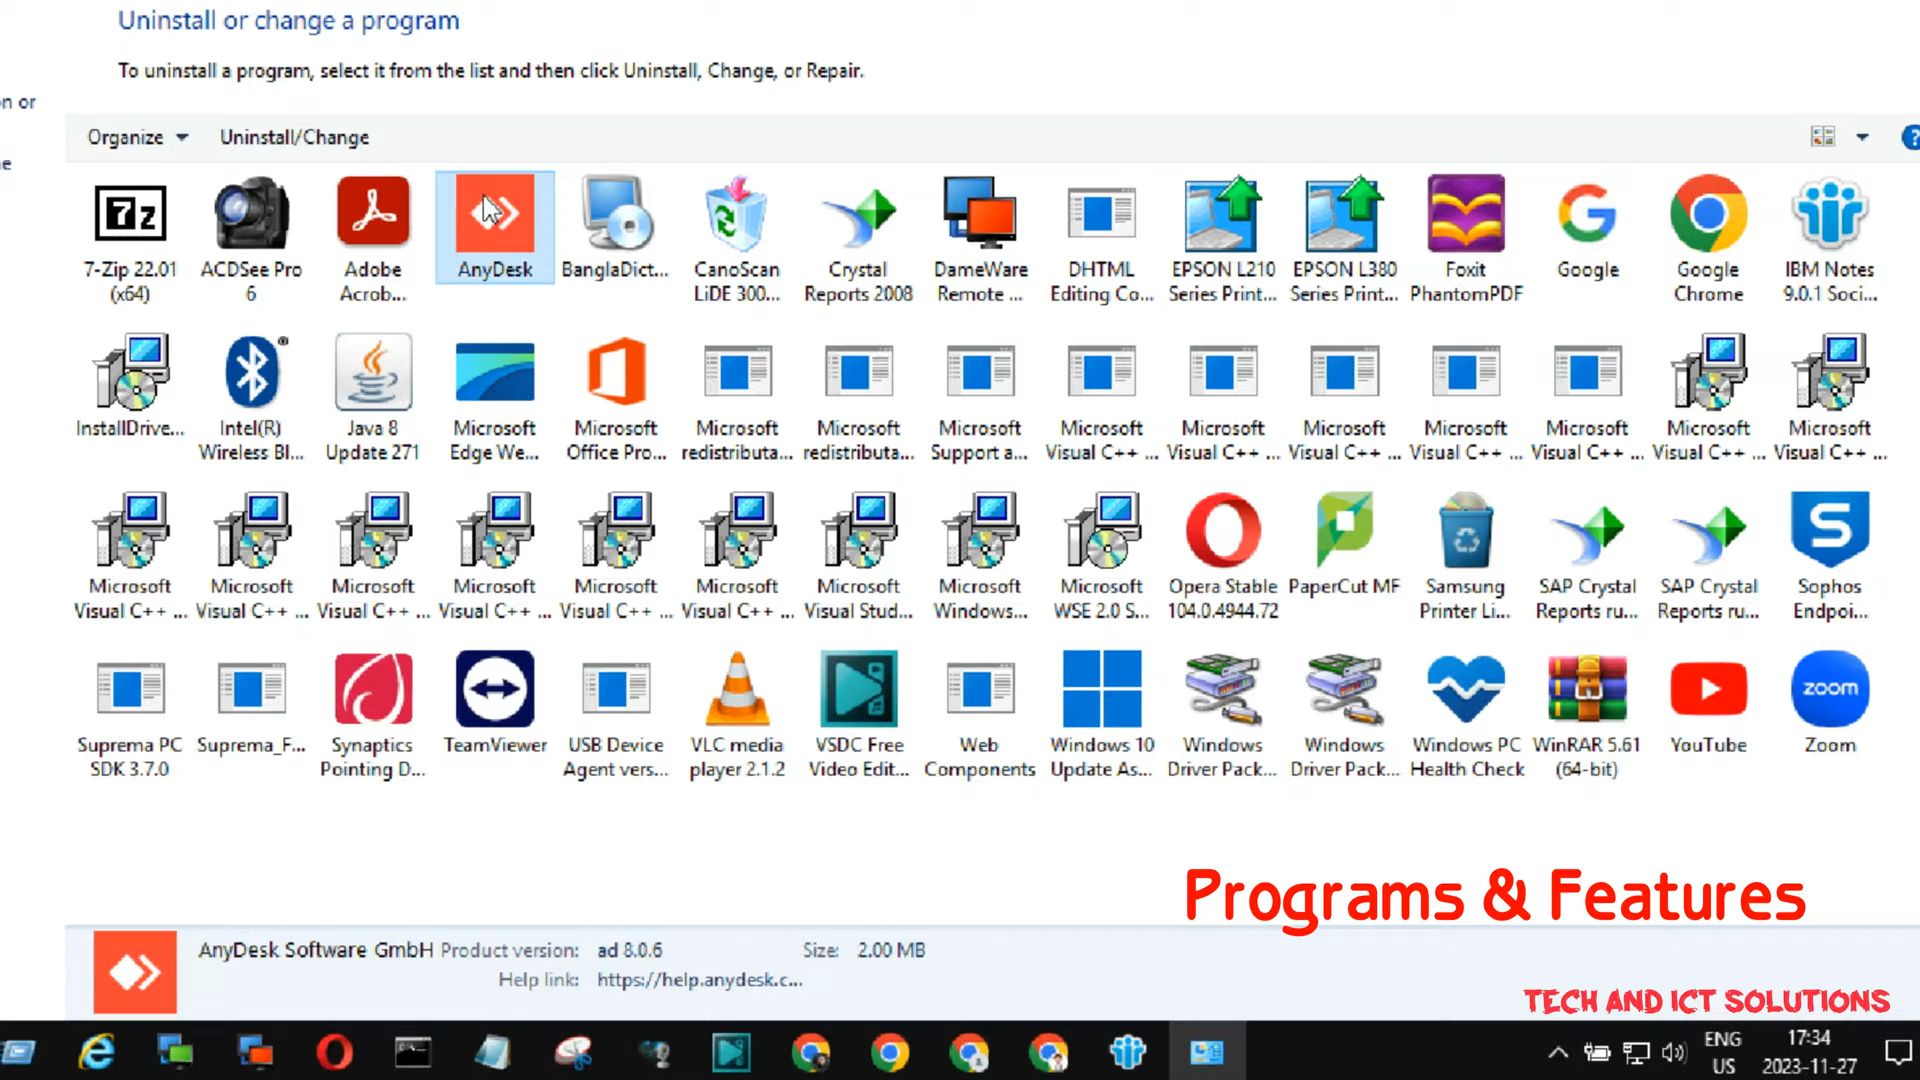 Uninstall or change a program
To uninstall a program, select it from the list and then click Uninstall, Change, or Repair.
on or
ne
Organize
Uninstall/Change
7-Zip 22.01
(x64)
ACDSee Pro
6
Adobe
Acrob...
AnyDesk
BanglaDict...
CanoScan
LiDE 300...
Crystal
Reports 2008
DameWare
Remote ...
DHTML
Editing Co...
EPSON L210
Series Print...
EPSON L380
Series Print...
Foxit
PhantomPDF
Google
Google
Chrome
IBM Notes
9.0.1 Soci...
InstallDrive...
Intel(R)
Wireless Bl...
Java 8
Update 271
Microsoft
Edge We...
Microsoft
Office Pro...
Microsoft
redistributa...
Microsoft
redistributa...
Microsoft
Support a...
Microsoft
Visual C++ ...
Microsoft
Visual C++ ...
Microsoft
Visual C++ ...
Microsoft
Visual C++ ...
Microsoft
Visual C++ ...
Microsoft
Visual C++ ...
Microsoft
Visual C++ ...
Microsoft
Visual C++ ...
Microsoft
Visual C++ ...
Microsoft
Visual C++ ...
Microsoft
Visual C++ ...
Microsoft
Visual C++ ...
Microsoft
Visual C++ ...
Microsoft
Visual Stud...
Microsoft
Windows...
Microsoft
WSE 2.0 S...
Opera Stable
104.0.4944.72
PaperCut MF
Samsung
Printer Li...
SAP Crystal
Reports ru...
SAP Crystal
Reports ru...
Sophos
Endpoi...
Suprema PC
SDK 3.7.0
Suprema_F...
Synaptics
Pointing D...
TeamViewer
USB Device
Agent vers...
VLC media
player 2.1.2
VSDC Free
Video Edit...
Web
Components
Windows 10
Update As...
Windows
Driver Pack...
Windows
Driver Pack...
Windows PC
Health Check
WinRAR 5.61
(64-bit)
YouTube
zoom
Zoom
Programs & Features
AnyDesk Software GmbH Product version: ad 8.0.6 Size: 2.00 MB
Help link: https://help.anydesk.c...
TECH AND ICT SOLUTIONS
ENG
US
17:34
2023-11-27